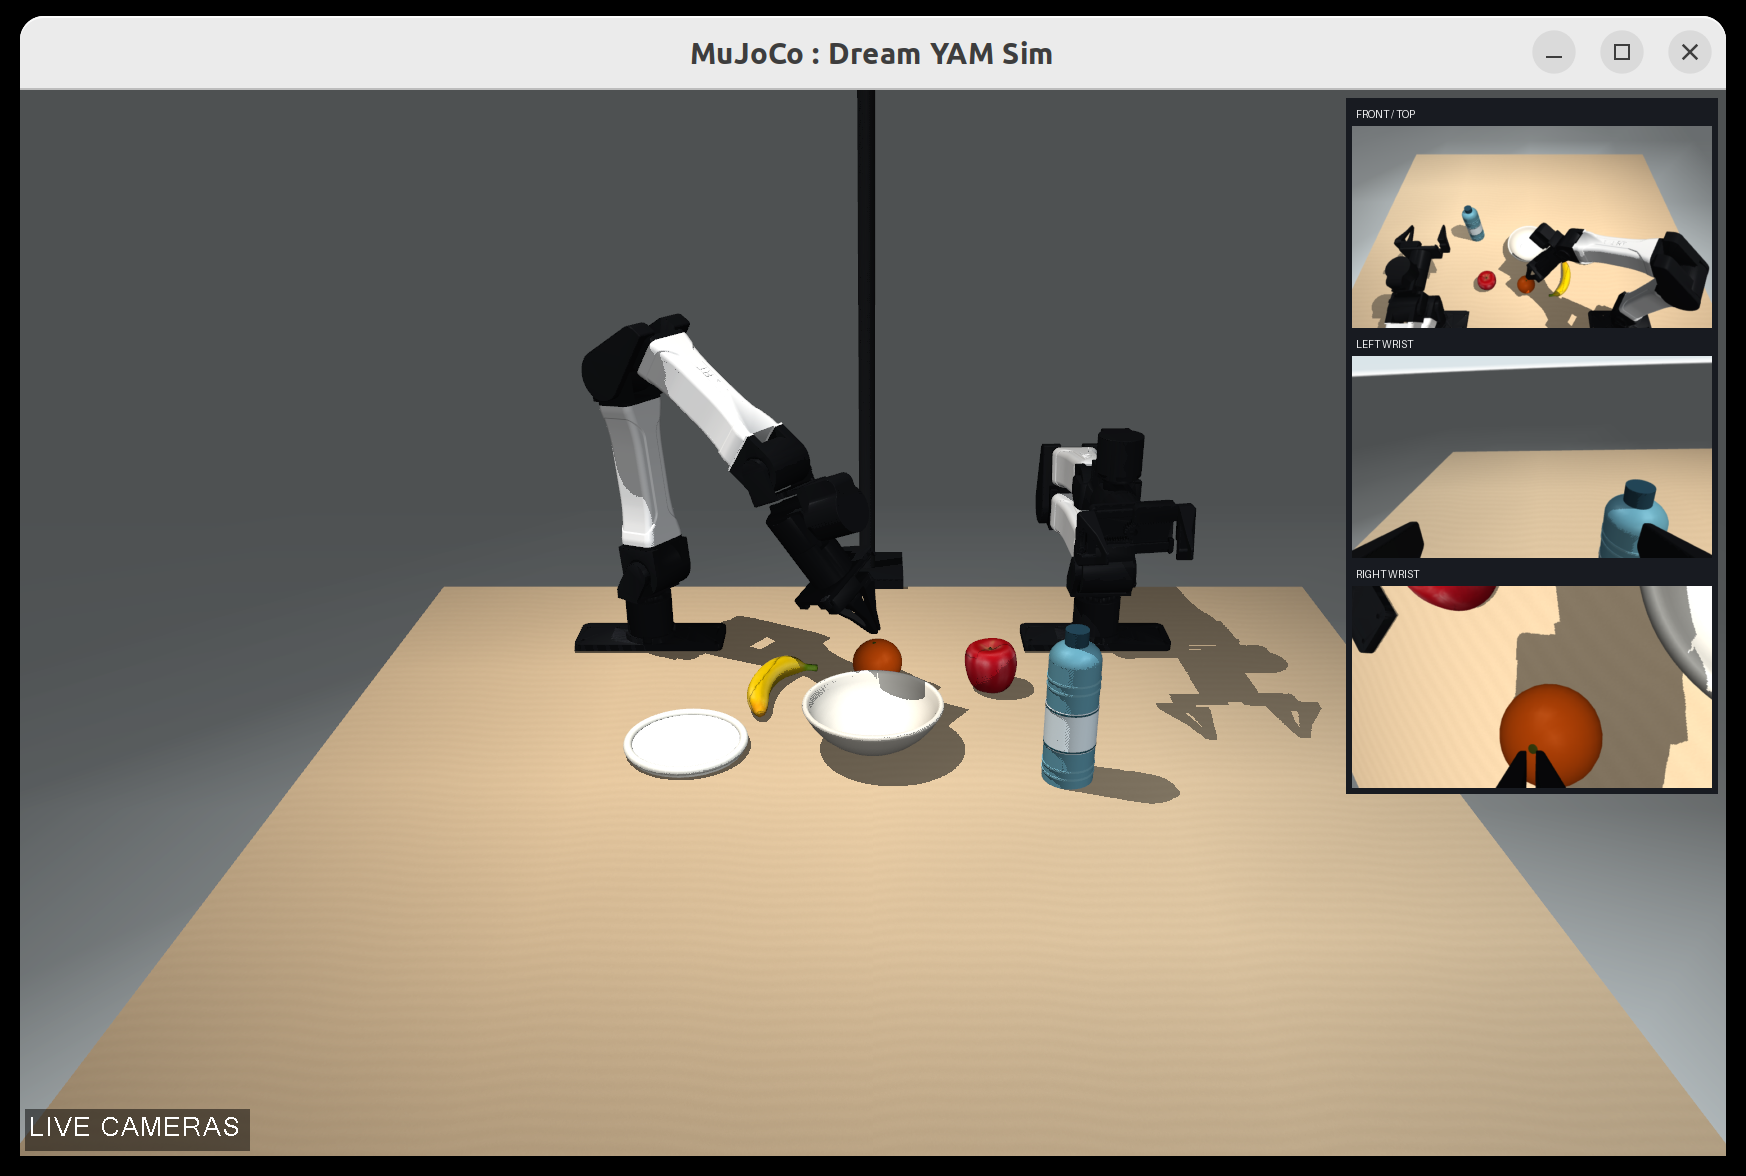 MuJoCo : Dream YAM Sim
FRONT / TOP
LEFT WRIST
RIGHT WRIST
LIVE CAMERAS